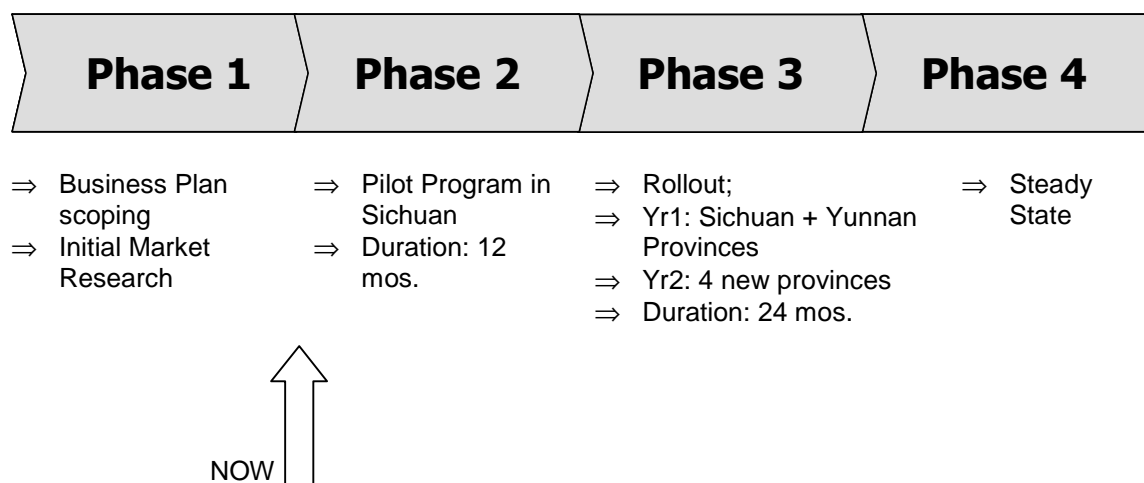 Phase 1
Phase 2
Phase 3
Phase 4
⇒ Business Plan
scoping
⇒ Initial Market
Research
⇒ Pilot Program in
Sichuan
⇒ Duration: 12
mos.
⇒ Rollout;
⇒ Yr1: Sichuan + Yunnan
Provinces
⇒ Yr2: 4 new provinces
⇒ Duration: 24 mos.
⇒ Steady
State
NOW